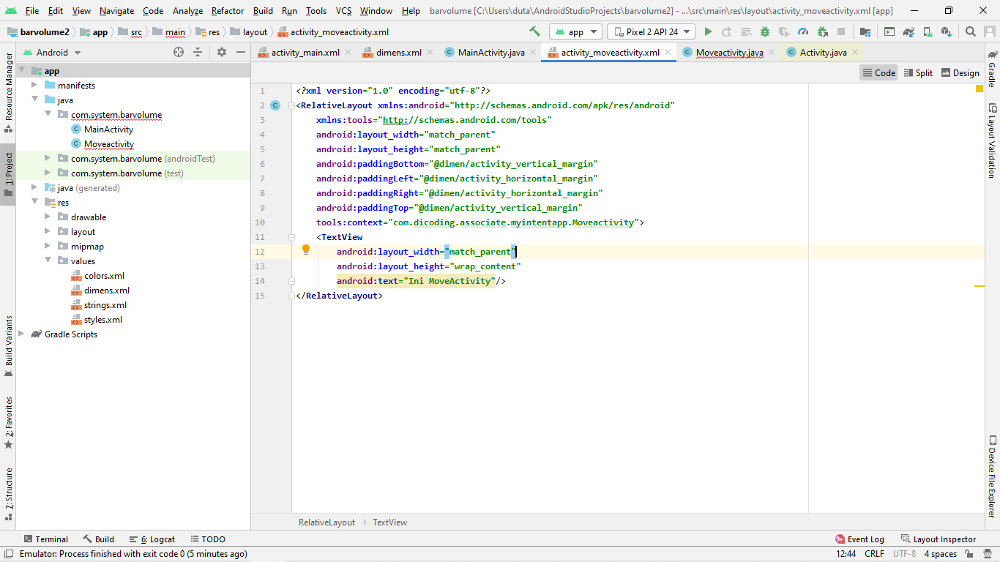 File Edit View Navigate Code Analyze Refactor Build Run Tools VCS Window Help barvolume [C:\Users\duta\AndroidStudioProjects\barvolume2] - ...\src\main\res\layout\activity_moveactivity.xml [app]
barvolume2 app src main res layout activity_moveactivity.xml app Pixel 2 API 24
Android activity_main.xml dimens.xml MainActivity.java activity_moveactivity.xml Moveactivity.java Activity.java
Code Split Design
Resource Manager
1: Project
Build Variants
2: Favorites
7: Structure
app
manifests
java
com.system.barvolume
MainActivity
Moveactivity
com.system.barvolume (androidTest)
com.system.barvolume (test)
java (generated)
res
drawable
layout
mipmap
values
colors.xml
dimens.xml
strings.xml
styles.xml
Gradle Scripts
1 <?xml version="1.0" encoding="utf-8"?>
2 <RelativeLayout xmlns:android="http://schemas.android.com/apk/res/android"
3 xmlns:tools="http://schemas.android.com/tools"
4 android:layout_width="match_parent"
5 android:layout_height="match_parent"
6 android:paddingBottom="@dimen/activity_vertical_margin"
7 android:paddingLeft="@dimen/activity_horizontal_margin"
8 android:paddingRight="@dimen/activity_horizontal_margin"
9 android:paddingTop="@dimen/activity_vertical_margin"
10 tools:context="com.dicoding.associate.myintentapp.Moveactivity">
11 <TextView
12 android:layout_width="match_parent"
13 android:layout_height="wrap_content"
14 android:text="Ini MoveActivity"/>
15 </RelativeLayout>
Gradle
Layout Validation
Device File Explorer
RelativeLayout TextView
Terminal Build 6: Logcat TODO 9+ Event Log Layout Inspector
Emulator: Process finished with exit code 0 (5 minutes ago) 12:44 CRLF UTF-8 4 spaces